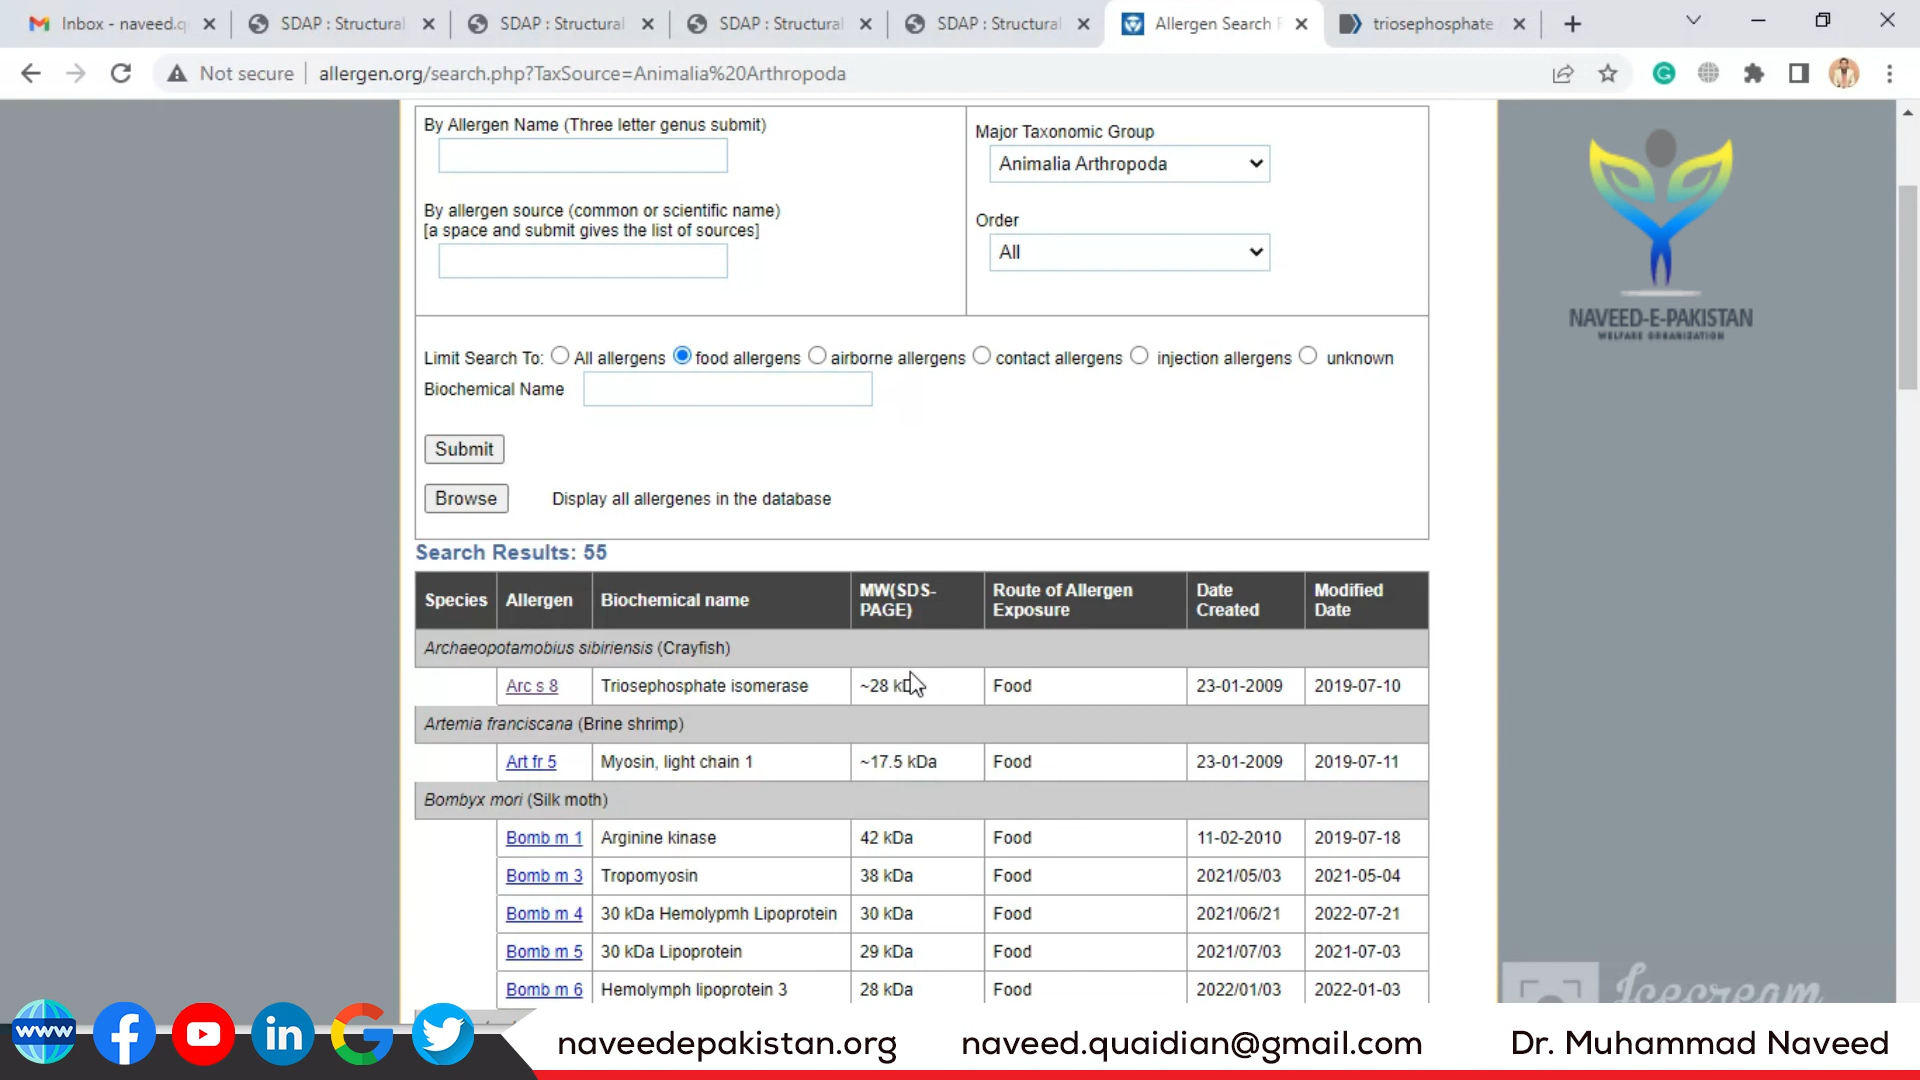 Inbox - naveed.q
SDAP : Structural
SDAP : Structural
SDAP : Structural
SDAP : Structural
Allergen Search
triosephosphate
Not secure
allergen.org/search.php?TaxSource=Animalia%20Arthropoda
By Allergen Name (Three letter genus submit)
Major Taxonomic Group
Animalia Arthropoda
By allergen source (common or scientific name)
[a space and submit gives the list of sources]
Order
All
Limit Search To: All allergens food allergens airborne allergens contact allergens injection allergens unknown
Biochemical Name
Submit
Browse Display all allergenes in the database
Search Results: 55
Species Allergen Biochemical name MW(SDS-PAGE) Route of Allergen Exposure Date Created Modified Date
Archaeopotamobius sibiriensis (Crayfish)
Arc s 8 Triosephosphate isomerase ~28 kDa Food 23-01-2009 2019-07-10
Artemia franciscana (Brine shrimp)
Art fr 5 Myosin, light chain 1 ~17.5 kDa Food 23-01-2009 2019-07-11
Bombyx mori (Silk moth)
Bomb m 1 Arginine kinase 42 kDa Food 11-02-2010 2019-07-18
Bomb m 3 Tropomyosin 38 kDa Food 2021/05/03 2021-05-04
Bomb m 4 30 kDa Hemolypmh Lipoprotein 30 kDa Food 2021/06/21 2022-07-21
Bomb m 5 30 kDa Lipoprotein 29 kDa Food 2021/07/03 2021-07-03
Bomb m 6 Hemolymph lipoprotein 3 28 kDa Food 2022/01/03 2022-01-03
NAVEED-E-PAKISTAN
WELFARE ORGANIZATION
Icecream
www
naveedepakistan.org
naveed.quaidian@gmail.com
Dr. Muhammad Naveed